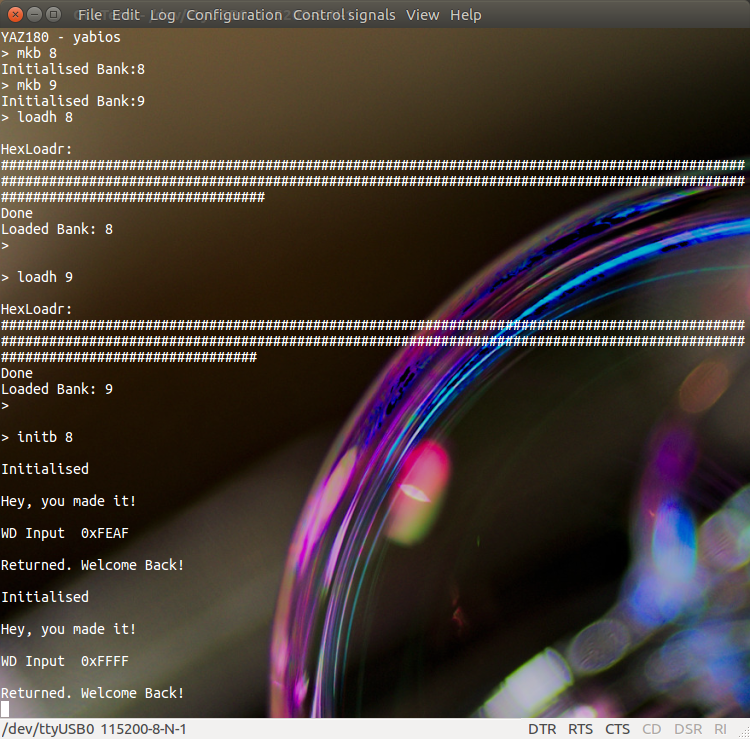 File Edit Log Configuration Control signals View Help
YAZ180 - yabios
> mkb 8
Initialised Bank:8
> mkb 9
Initialised Bank:9
> loadh 8
HexLoadr:
#############################################################################################
#############################################################################################
#################################
Done
Loaded Bank: 8
>
> loadh 9
HexLoadr:
#############################################################################################
#############################################################################################
################################
Done
Loaded Bank: 9
>
> initb 8
Initialised
Hey, you made it!
WD Input  0xFEAF
Returned. Welcome Back!
Initialised
Hey, you made it!
WD Input  0xFFFF
Returned. Welcome Back!
/dev/ttyUSB0 115200-8-N-1 DTR RTS CTS CD DSR RI